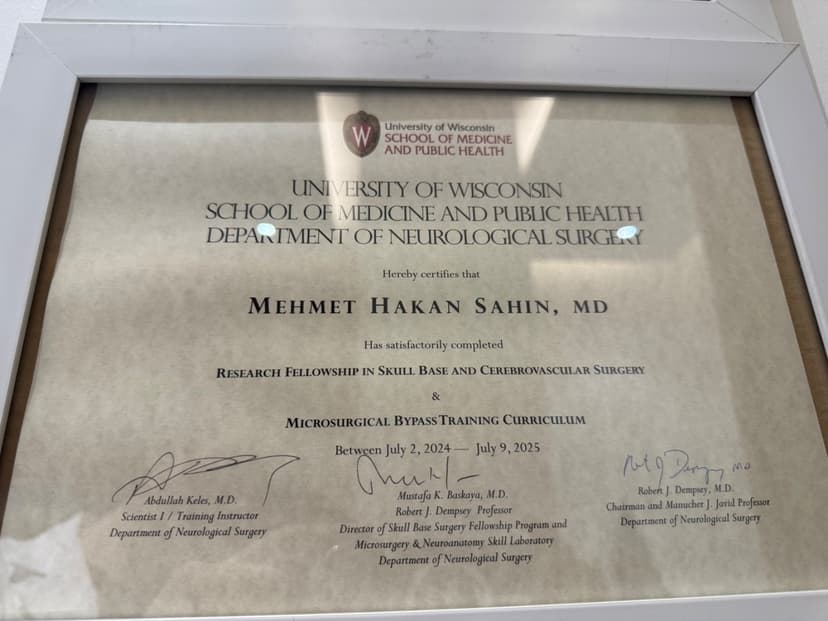 W
University of Wisconsin
SCHOOL OF MEDICINE
AND PUBLIC HEALTH
UNIVERSITY OF WISCONSIN
SCHOOL OF MEDICINE AND PUBLIC HEALTH
DEPARTMENT OF NEUROLOGICAL SURGERY
Hereby certifies that
MEHMET HAKAN SAHIN, MD
Has satisfactorily completed
RESEARCH FELLOWSHIP IN SKULL BASE AND CEREBROVASCULAR SURGERY
&
MICROSURGICAL BYPASS TRAINING CURRICULUM
Between July 2, 2024 — July 9, 2025
Abdullah Keles, M.D.
Scientist I / Training Instructor
Department of Neurological Surgery
Mustafa K. Baskaya, M.D.
Robert J. Dempsey Professor
Director of Skull Base Surgery Fellowship Program and
Microsurgery & Neuroanatomy Skill Laboratory
Department of Neurological Surgery
Robert J. Dempsey, M.D.
Chairman and Manucher J. Javid Professor
Department of Neurological Surgery